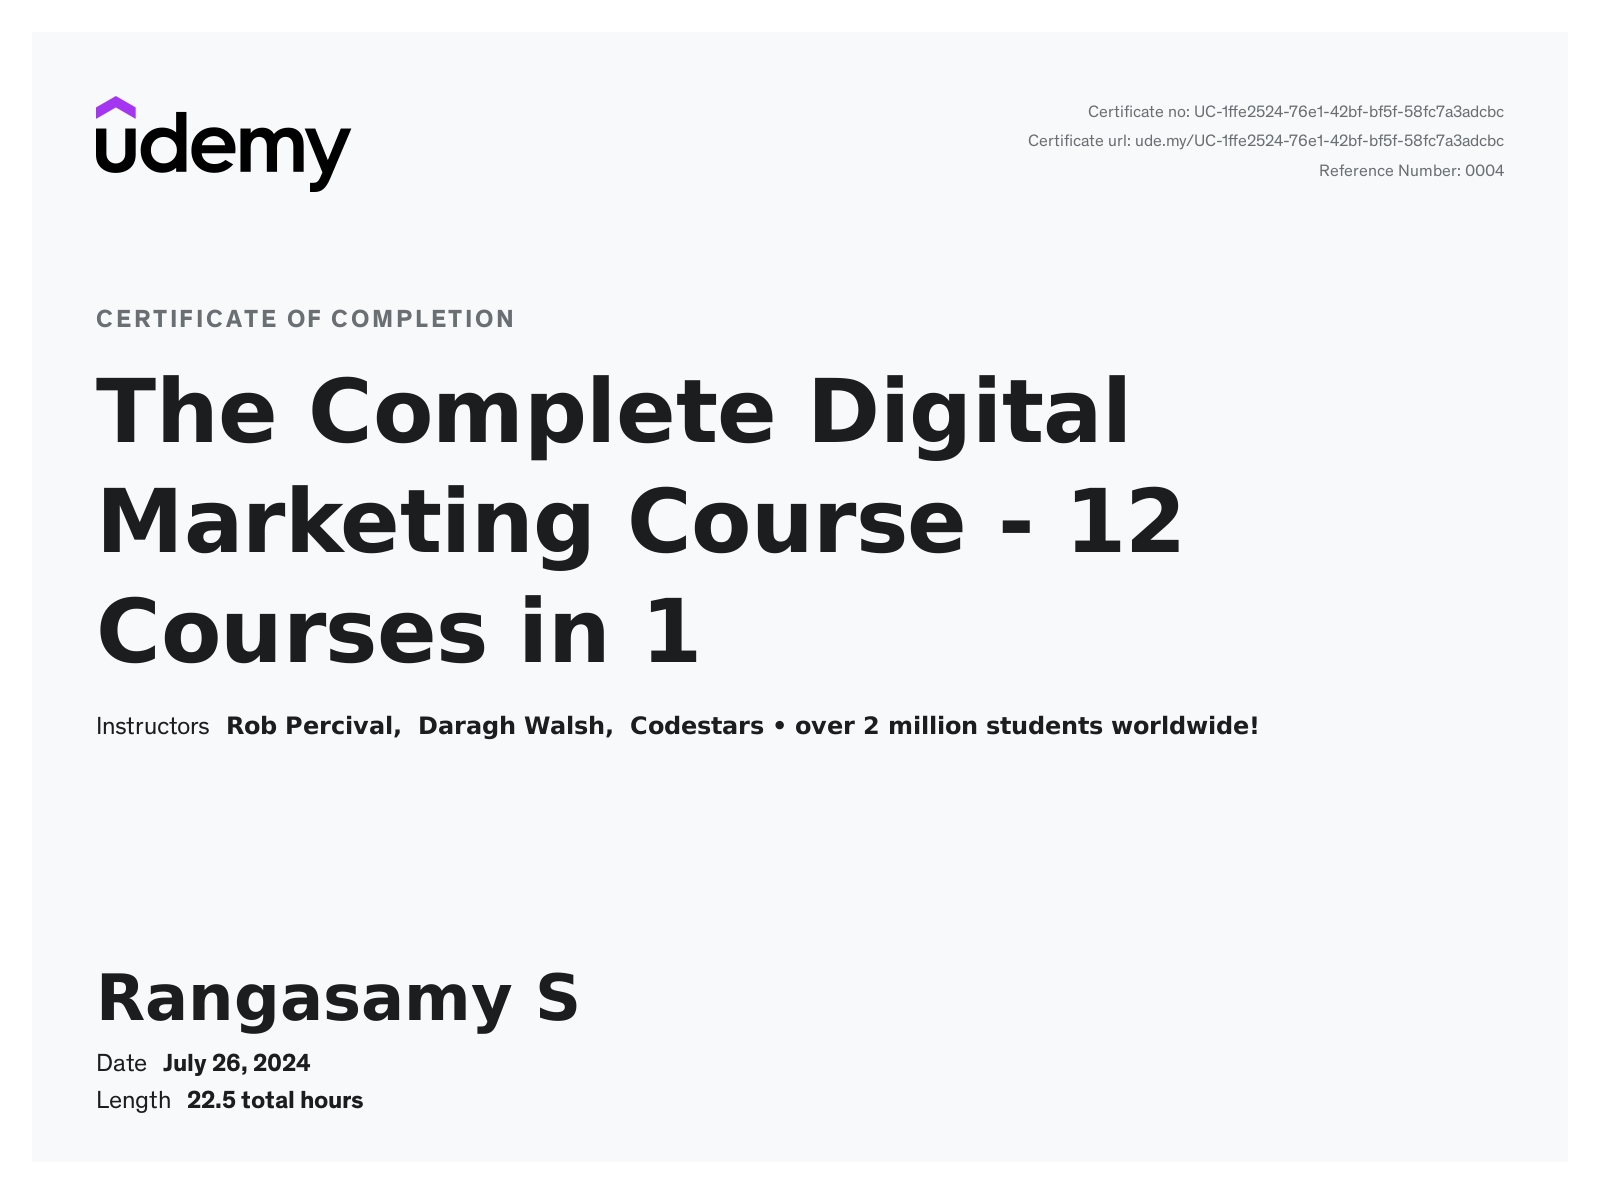 udemy
Certificate no: UC-1ffe2524-76e1-42bf-bf5f-58fc7a3adcbc
Certificate url: ude.my/UC-1ffe2524-76e1-42bf-bf5f-58fc7a3adcbc
Reference Number: 0004
CERTIFICATE OF COMPLETION
The Complete Digital
Marketing Course - 12
Courses in 1
Instructors Rob Percival, Daragh Walsh, Codestars • over 2 million students worldwide!
Rangasamy S
Date July 26, 2024
Length 22.5 total hours